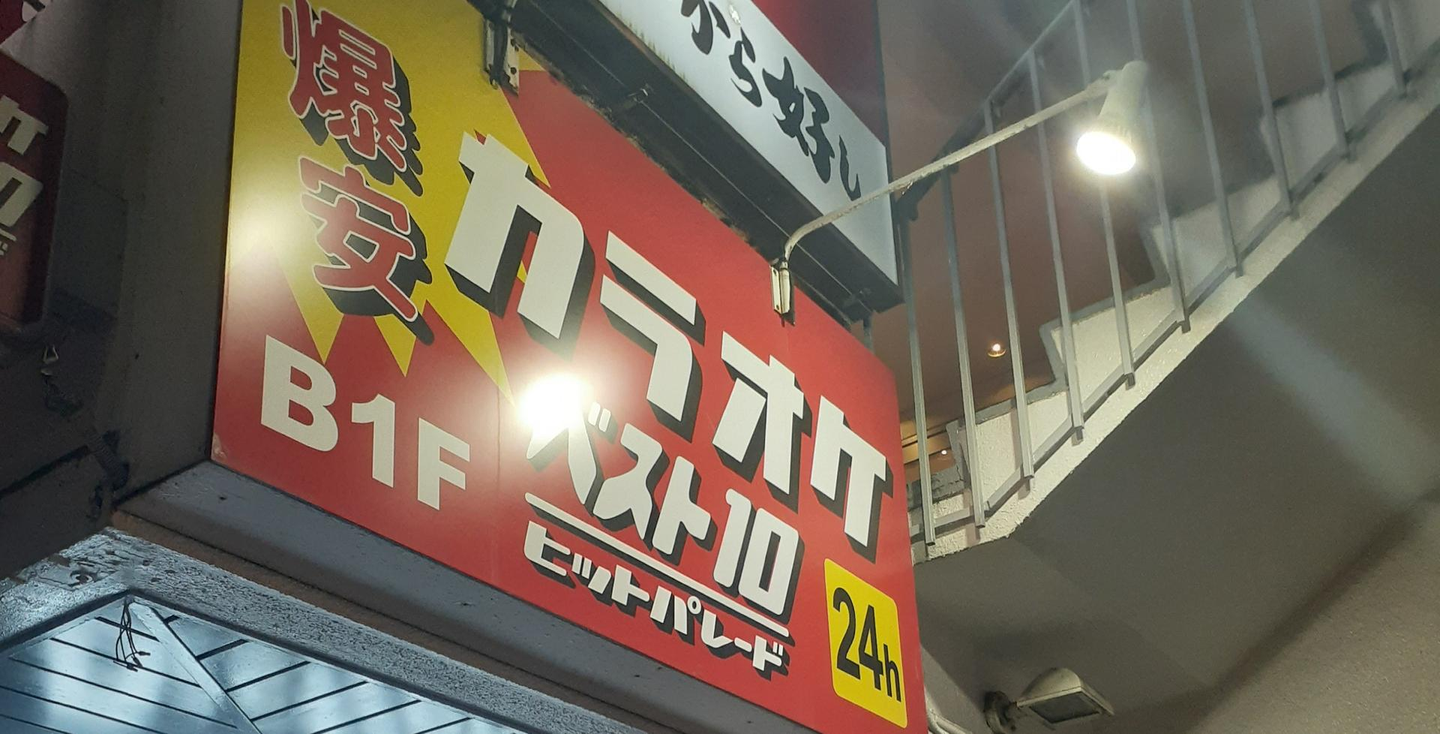 から好し
爆安
カラオケ
B1F
ベスト10
ヒットパレード
24h